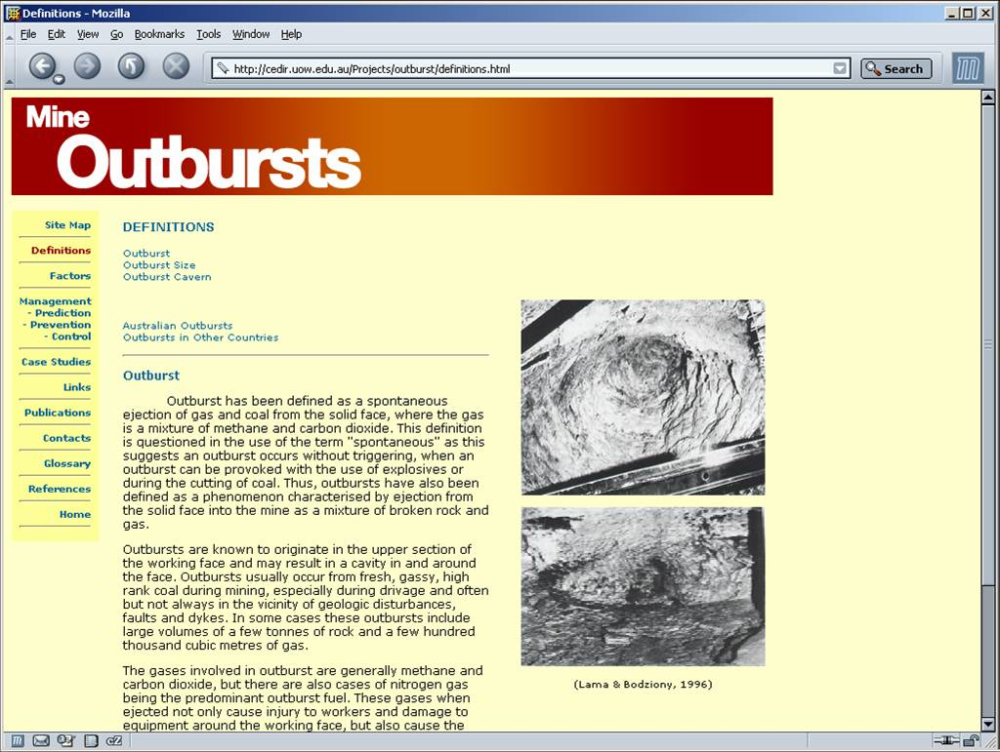 Definitions - Mozilla
File Edit View Go Bookmarks Tools Window Help
http://cedir.uow.edu.au/Projects/outburst/definitions.html
Search
Mine
Outbursts
Site Map
Definitions
Factors
Management
- Prediction
- Prevention
- Control
Case Studies
Links
Publications
Contacts
Glossary
References
Home
DEFINITIONS
Outburst
Outburst Size
Outburst Cavern
Australian Outbursts
Outbursts in Other Countries
Outburst
Outburst has been defined as a spontaneous
ejection of gas and coal from the solid face, where the gas
is a mixture of methane and carbon dioxide. This definition
is questioned in the use of the term "spontaneous" as this
suggests an outburst occurs without triggering, when an
outburst can be provoked with the use of explosives or
during the cutting of coal. Thus, outbursts have also been
defined as a phenomenon characterised by ejection from
the solid face into the mine as a mixture of broken rock and
gas.
Outbursts are known to originate in the upper section of
the working face and may result in a cavity in and around
the face. Outbursts usually occur from fresh, gassy, high
rank coal during mining, especially during drivage and often
but not always in the vicinity of geologic disturbances,
faults and dykes. In some cases these outbursts include
large volumes of a few tonnes of rock and a few hundred
thousand cubic metres of gas.
The gases involved in outburst are generally methane and
carbon dioxide, but there are also cases of nitrogen gas
being the predominant outburst fuel. These gases when
ejected not only cause injury to workers and damage to
equipment around the working face, but also cause the
(Lama & Bodziony, 1996)